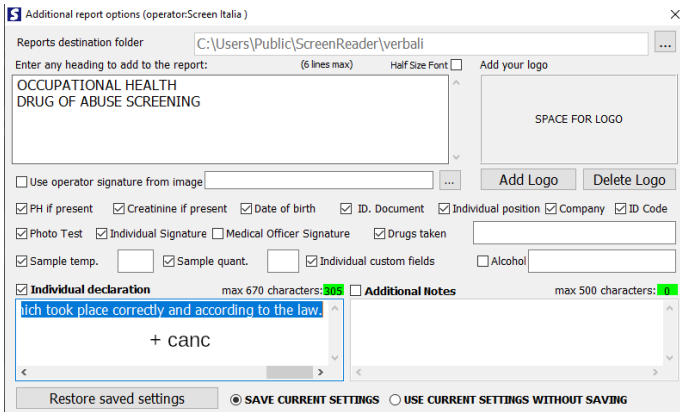 Additional report options (operator:Screen Italia )
Reports destination folder
C:\Users\Public\ScreenReader\verbali
...
Enter any heading to add to the report:
(6 lines max)
Half Size Font
Add your logo
OCCUPATIONAL HEALTH
DRUG OF ABUSE SCREENING
SPACE FOR LOGO
Use operator signature from image
...
Add Logo
Delete Logo
PH if present
Creatinine if present
Date of birth
ID. Document
Individual position
Company
ID Code
Photo Test
Individual Signature
Medical Officer Signature
Drugs taken
Sample temp.
Sample quant.
Individual custom fields
Alcohol
Individual declaration
max 670 characters:
305
Additional Notes
max 500 characters:
0
hich took place correctly and according to the law.
+ canc
Restore saved settings
SAVE CURRENT SETTINGS
USE CURRENT SETTINGS WITHOUT SAVING